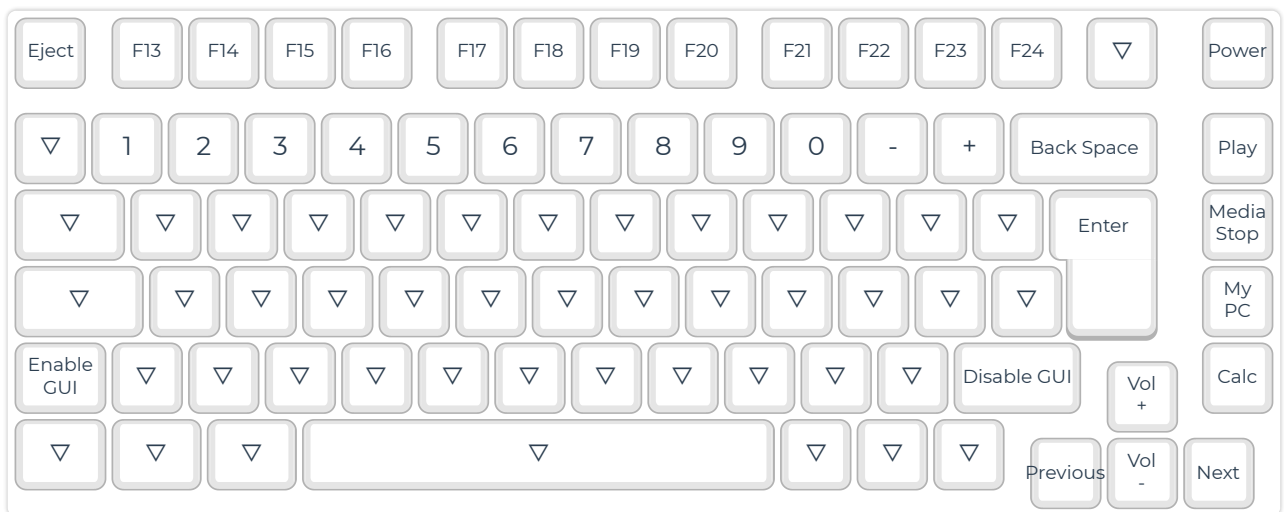 Eject F13 F14 F15 F16 F17 F18 F19 F20 F21 F22 F23 F24 ▽ Power
▽ 1 2 3 4 5 6 7 8 9 0 - + Back Space Play
▽ ▽ ▽ ▽ ▽ ▽ ▽ ▽ ▽ ▽ ▽ ▽ ▽ Enter Media
Stop
▽ ▽ ▽ ▽ ▽ ▽ ▽ ▽ ▽ ▽ ▽ ▽ ▽ My
PC
Enable
GUI
▽ ▽ ▽ ▽ ▽ ▽ ▽ ▽ ▽ ▽ ▽ Disable GUI
Vol
+
Calc
▽ ▽ ▽ ▽ ▽ ▽ ▽ Previous
Vol
-
Next